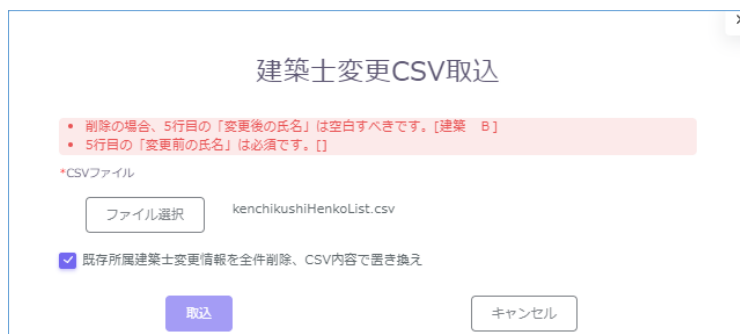 建築士変更CSV取込
• 削除の場合、5行目の「変更後の氏名」は空白すべきです。[建築　B]
• 5行目の「変更前の氏名」は必須です。[]
*CSVファイル
ファイル選択 kenchikushiHenkoList.csv
既存所属建築士変更情報を全件削除、CSV内容で置き換え
取込 キャンセル